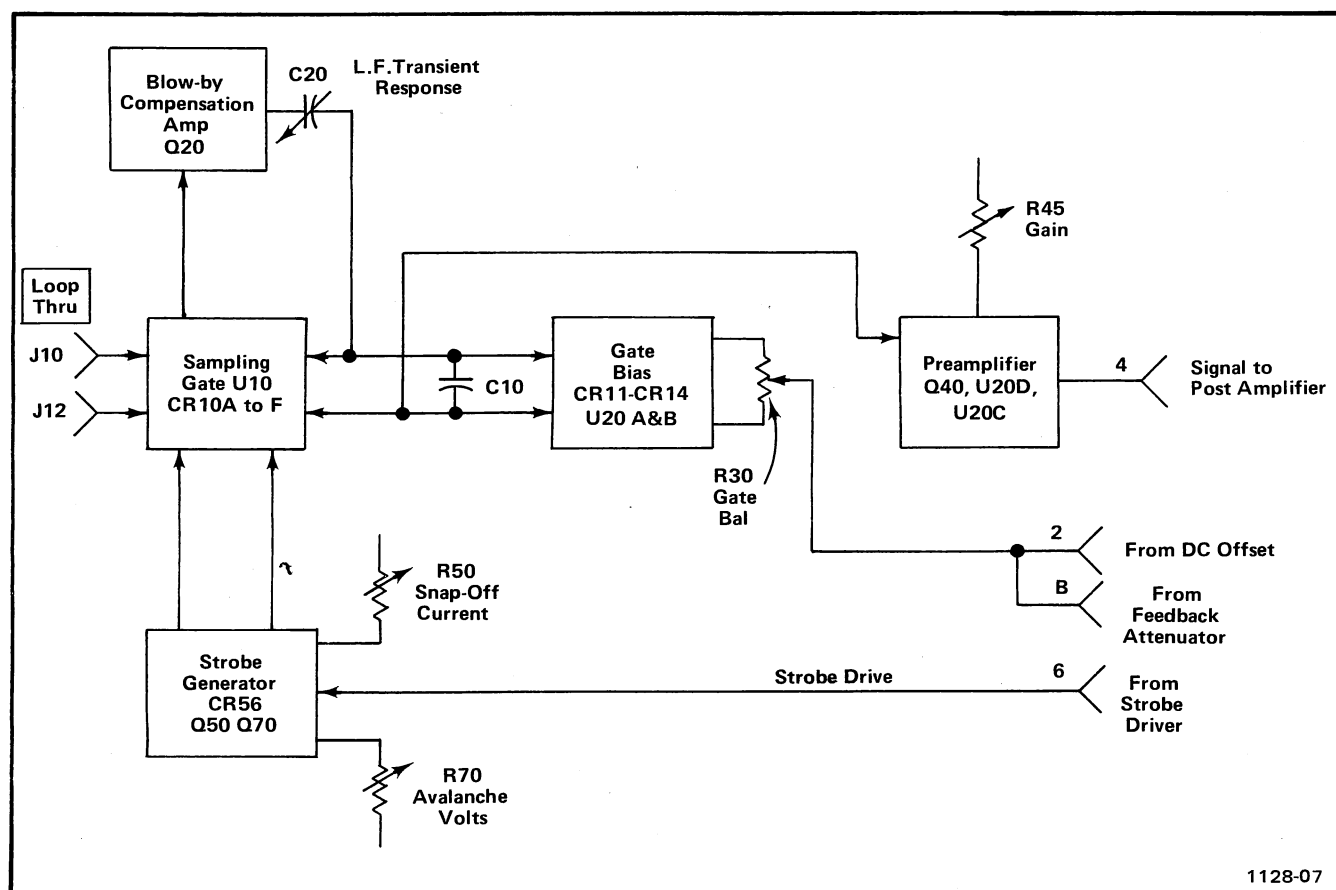 Blow-by
Compensation
Amp
Q20
C20
L.F.Transient
Response
R45
Gain
Loop
Thru
J10
J12
Sampling
Gate U10
CR10A to F
C10
Gate
Bias
CR11-CR14
U20 A&B
R30
Gate
Bal
Preamplifier
Q40, U20D,
U20C
4
Signal to
Post Amplifier
2
From DC Offset
B
From
Feedback
Attenuator
R50
Snap-Off
Current
Strobe
Generator
CR56
Q50 Q70
Strobe Drive
6
From
Strobe
Driver
R70
Avalanche
Volts
1128-07